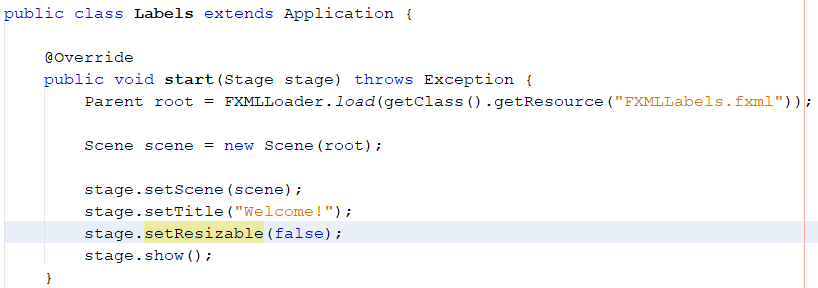 public class Labels extends Application {
@Override
public void start(Stage stage) throws Exception {
Parent root = FXMLLoader.load(getClass().getResource("FXMLLabels.fxml"));
Scene scene = new Scene(root);
stage.setScene(scene);
stage.setTitle("Welcome!");
stage.setResizable(false);
stage.show();
}